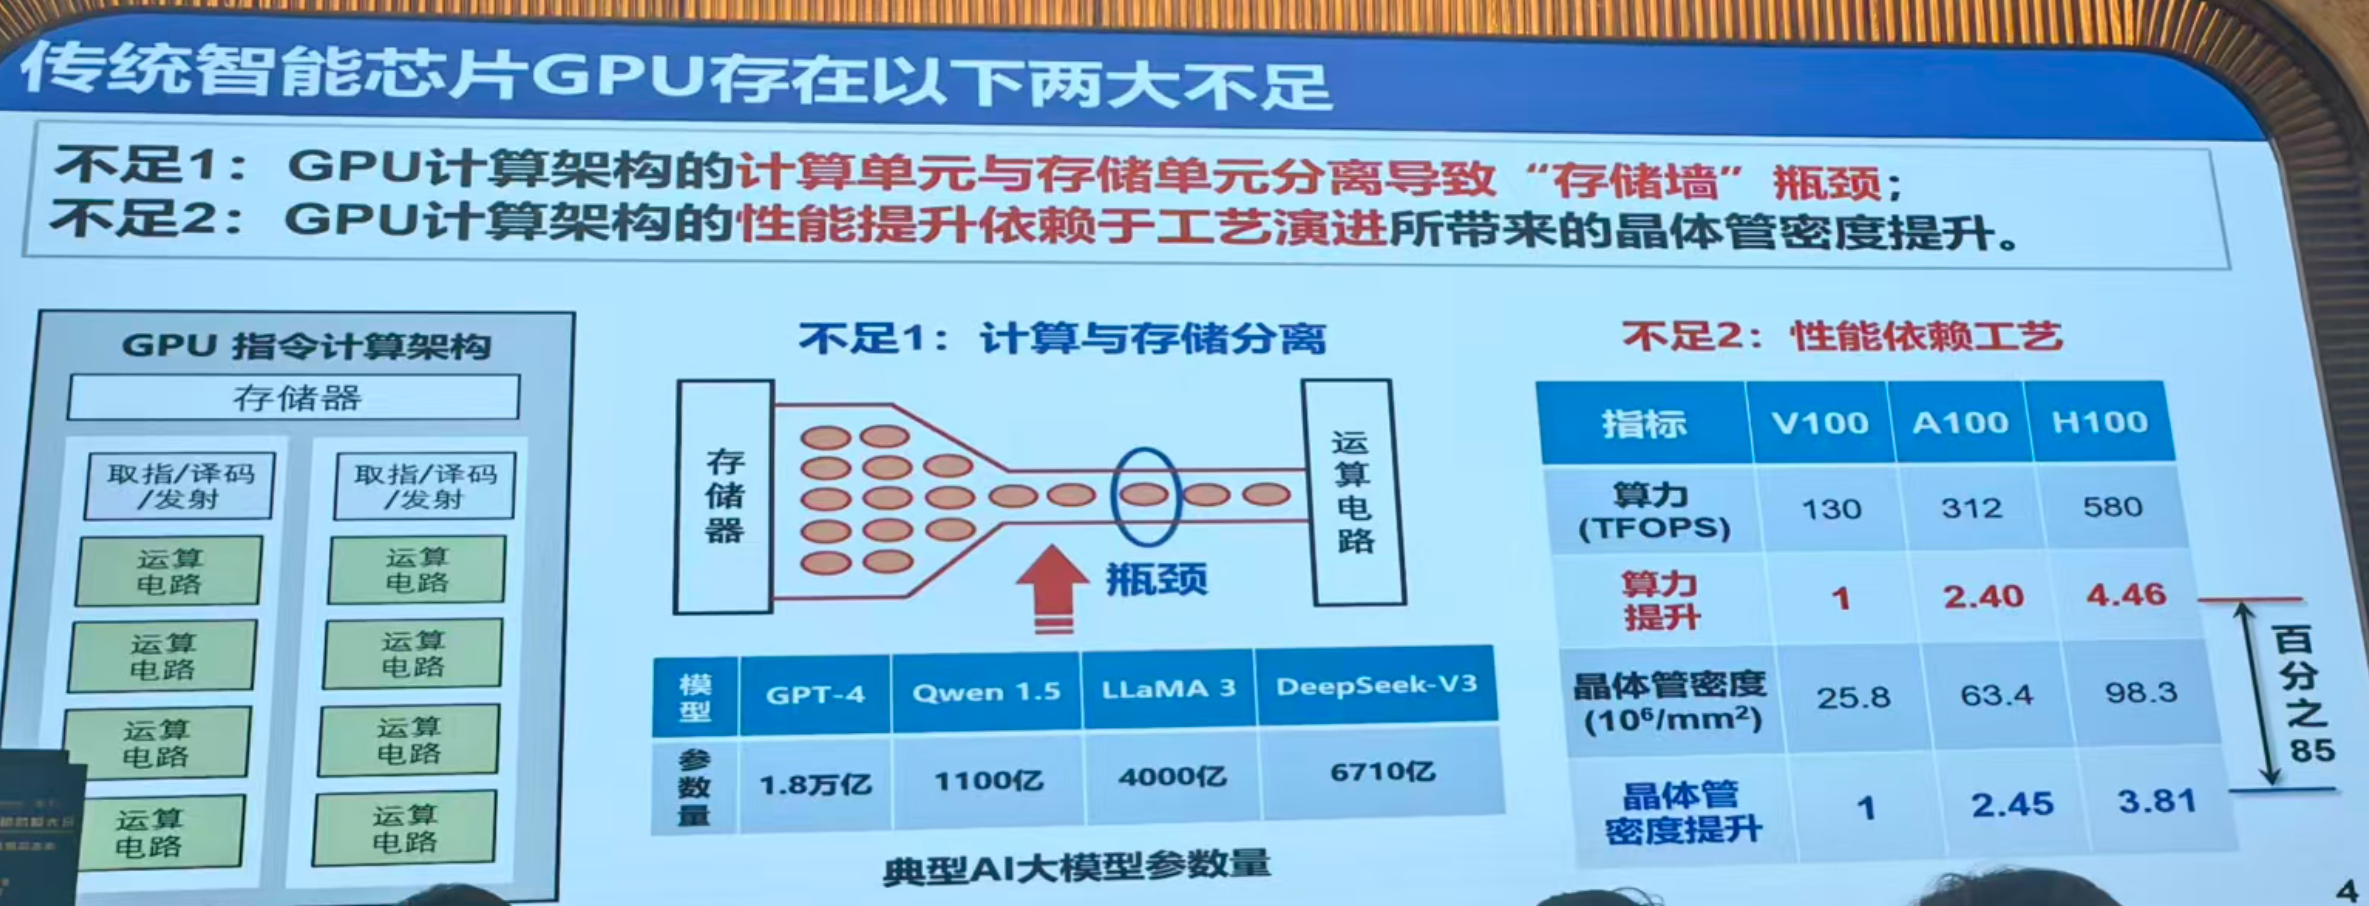 传统智能芯片GPU存在以下两大不足
不足1：GPU计算架构的计算单元与存储单元分离导致“存储墙”瓶颈；
不足2：GPU计算架构的性能提升依赖于工艺演进所带来的晶体管密度提升。
GPU 指令计算架构
存储器
取指/译码
/发射
取指/译码
/发射
运算
电路
运算
电路
运算
电路
运算
电路
运算
电路
运算
电路
运算
电路
运算
电路
不足1：计算与存储分离
存储器
运算电路
瓶颈
模型 GPT-4 Qwen 1.5 LLaMA 3 DeepSeek-V3
参数量 1.8万亿 1100亿 4000亿 6710亿
典型AI大模型参数量
不足2：性能依赖工艺
指标 V100 A100 H100
算力
(TFOPS) 130 312 580
算力
提升 1 2.40 4.46
晶体管密度
(10⁶/mm²) 25.8 63.4 98.3
晶体管
密度提升 1 2.45 3.81
百分之85
4